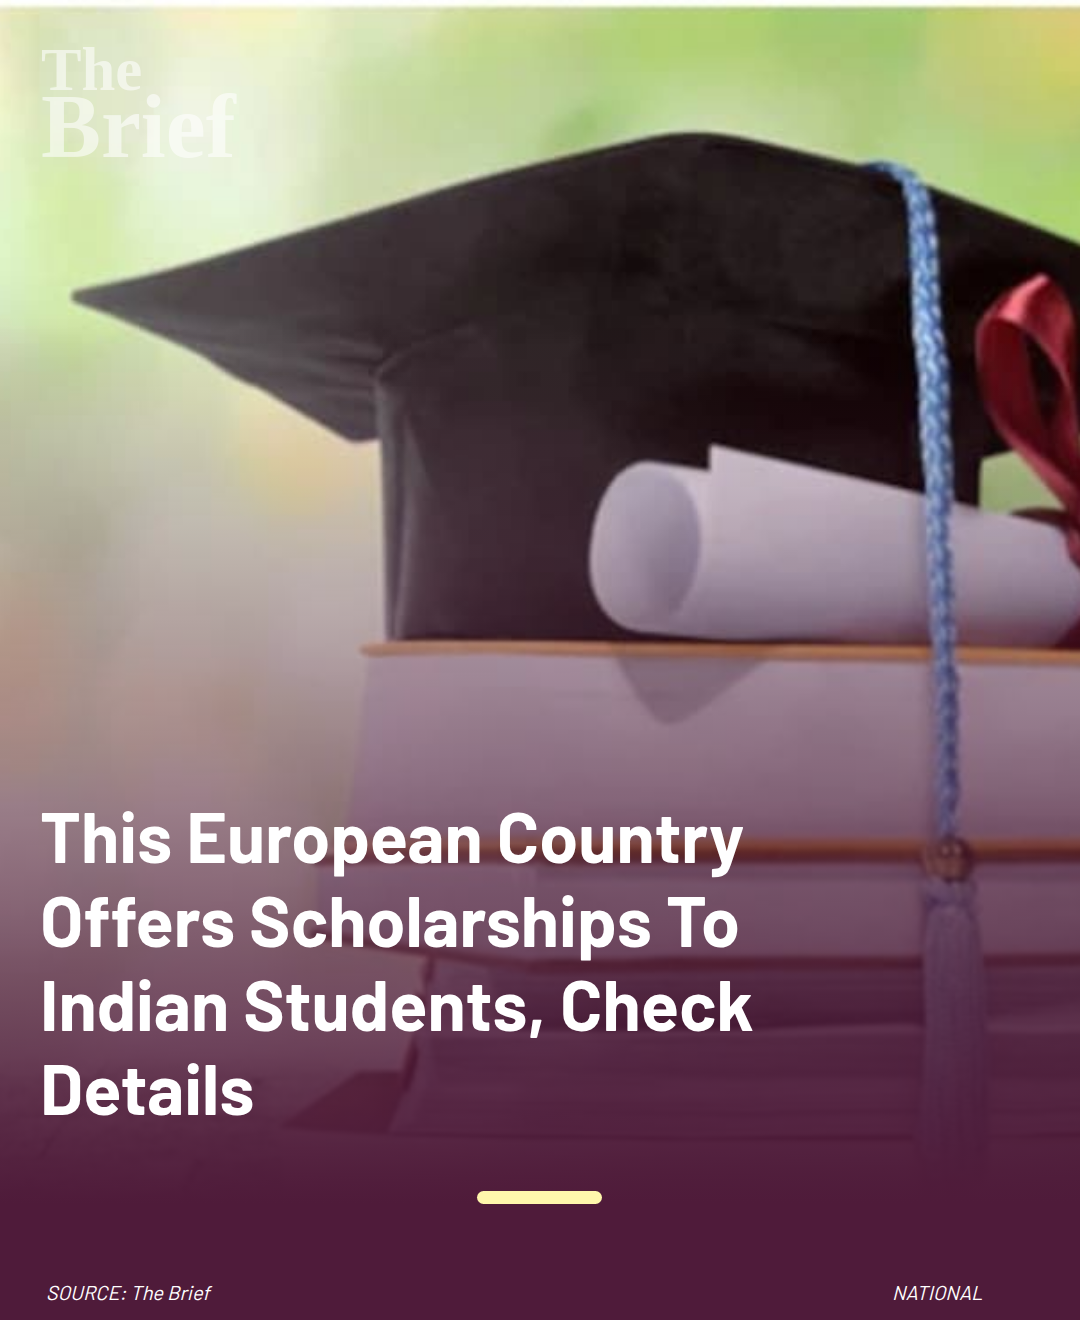 The
Brief
This European Country
Offers Scholarships To
Indian Students, Check
Details
SOURCE: The Brief
NATIONAL